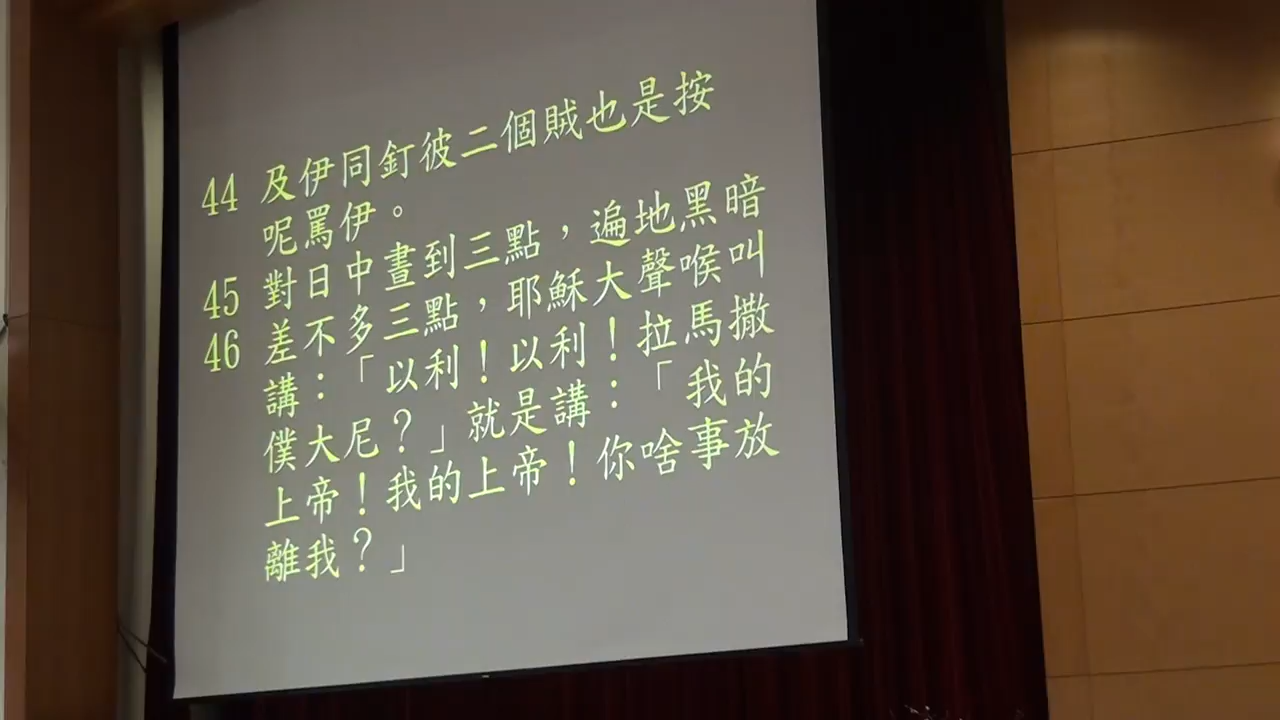 44 及伊同釘彼二個賊也是按
呢罵伊。
45 對日中晝到三點，遍地黑暗
46 差不多三點，耶穌大聲喉叫
講：「以利！以利！拉馬撒
僕大尼？」就是講：「我的
上帝！我的上帝！你啥事放
離我？」